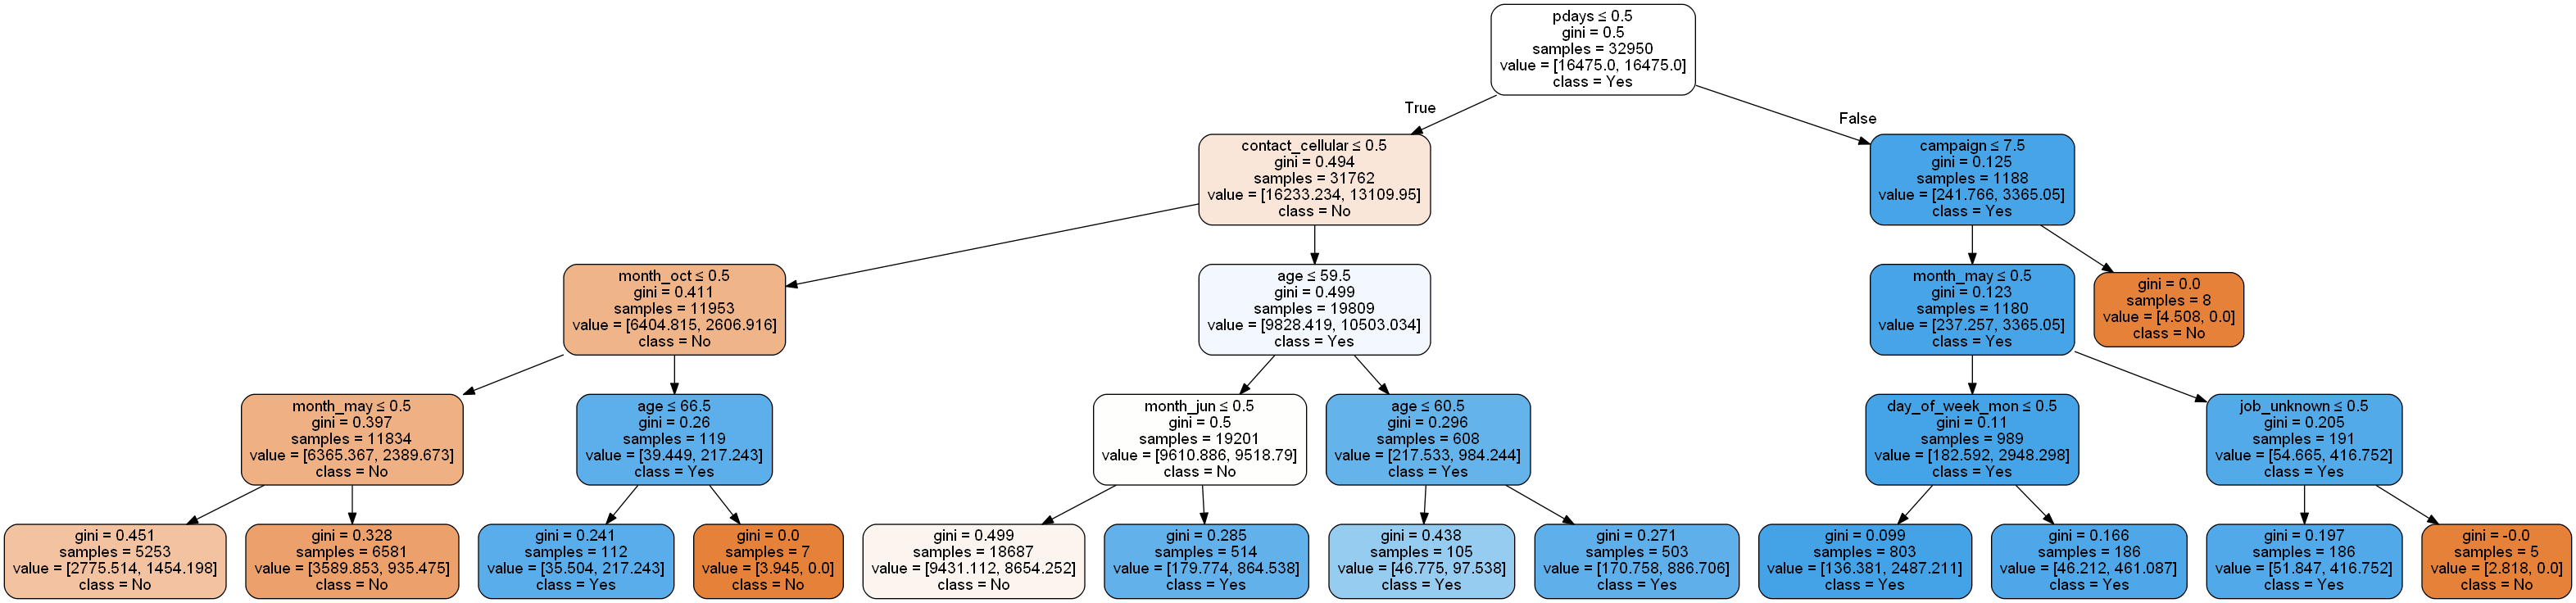 pdays ≤ 0.5
gini = 0.5
samples = 32950
value = [16475.0, 16475.0]
class = Yes
True
False
contact_cellular ≤ 0.5
gini = 0.494
samples = 31762
value = [16233.234, 13109.95]
class = No
campaign ≤ 7.5
gini = 0.125
samples = 1188
value = [241.766, 3365.05]
class = Yes
month_oct ≤ 0.5
gini = 0.411
samples = 11953
value = [6404.815, 2606.916]
class = No
age ≤ 59.5
gini = 0.499
samples = 19809
value = [9828.419, 10503.034]
class = Yes
month_may ≤ 0.5
gini = 0.123
samples = 1180
value = [237.257, 3365.05]
class = Yes
gini = 0.0
samples = 8
value = [4.508, 0.0]
class = No
month_may ≤ 0.5
gini = 0.397
samples = 11834
value = [6365.367, 2389.673]
class = No
age ≤ 66.5
gini = 0.26
samples = 119
value = [39.449, 217.243]
class = Yes
month_jun ≤ 0.5
gini = 0.5
samples = 19201
value = [9610.886, 9518.79]
class = No
age ≤ 60.5
gini = 0.296
samples = 608
value = [217.533, 984.244]
class = Yes
day_of_week_mon ≤ 0.5
gini = 0.11
samples = 989
value = [182.592, 2948.298]
class = Yes
job_unknown ≤ 0.5
gini = 0.205
samples = 191
value = [54.665, 416.752]
class = Yes
gini = 0.451
samples = 5253
value = [2775.514, 1454.198]
class = No
gini = 0.328
samples = 6581
value = [3589.853, 935.475]
class = No
gini = 0.241
samples = 112
value = [35.504, 217.243]
class = Yes
gini = 0.0
samples = 7
value = [3.945, 0.0]
class = No
gini = 0.499
samples = 18687
value = [9431.112, 8654.252]
class = No
gini = 0.285
samples = 514
value = [179.774, 864.538]
class = Yes
gini = 0.438
samples = 105
value = [46.775, 97.538]
class = Yes
gini = 0.271
samples = 503
value = [170.758, 886.706]
class = Yes
gini = 0.099
samples = 803
value = [136.381, 2487.211]
class = Yes
gini = 0.166
samples = 186
value = [46.212, 461.087]
class = Yes
gini = 0.197
samples = 186
value = [51.847, 416.752]
class = Yes
gini = -0.0
samples = 5
value = [2.818, 0.0]
class = No